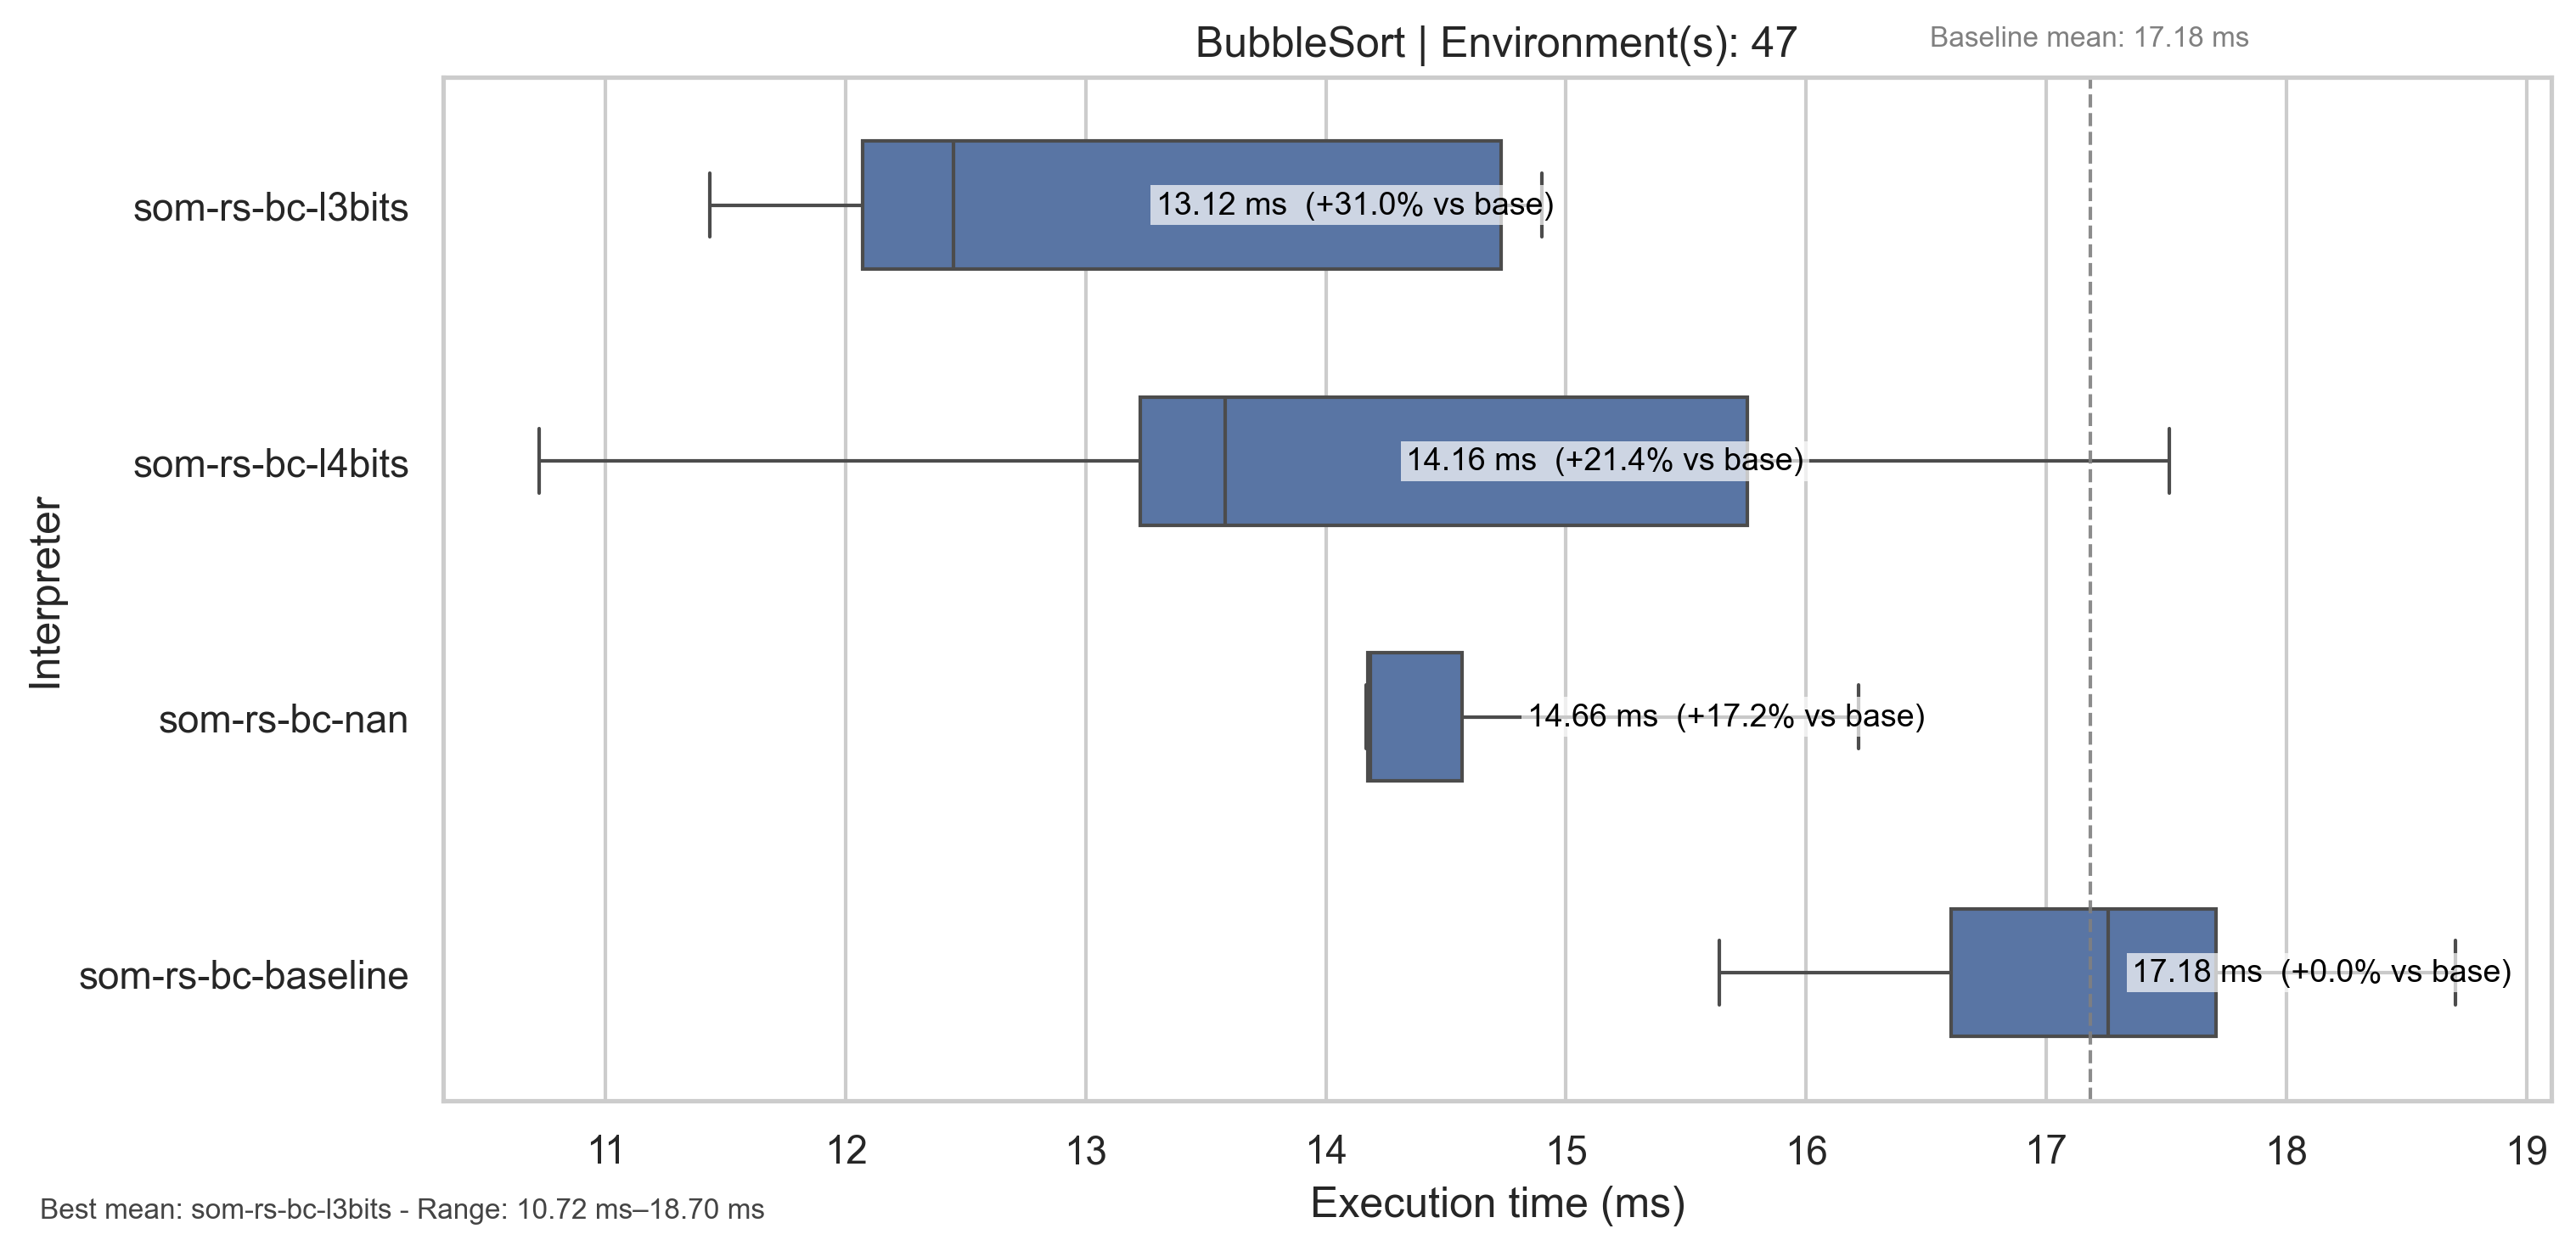 BubbleSort | Environment(s): 47
Baseline mean: 17.18 ms
Interpreter
som-rs-bc-l3bits
13.12 ms  (+31.0% vs base)
som-rs-bc-l4bits
14.16 ms  (+21.4% vs base)
som-rs-bc-nan
14.66 ms  (+17.2% vs base)
som-rs-bc-baseline
17.18 ms  (+0.0% vs base)
11 12 13 14 15 16 17 18 19
Execution time (ms)
Best mean: som-rs-bc-l3bits - Range: 10.72 ms–18.70 ms